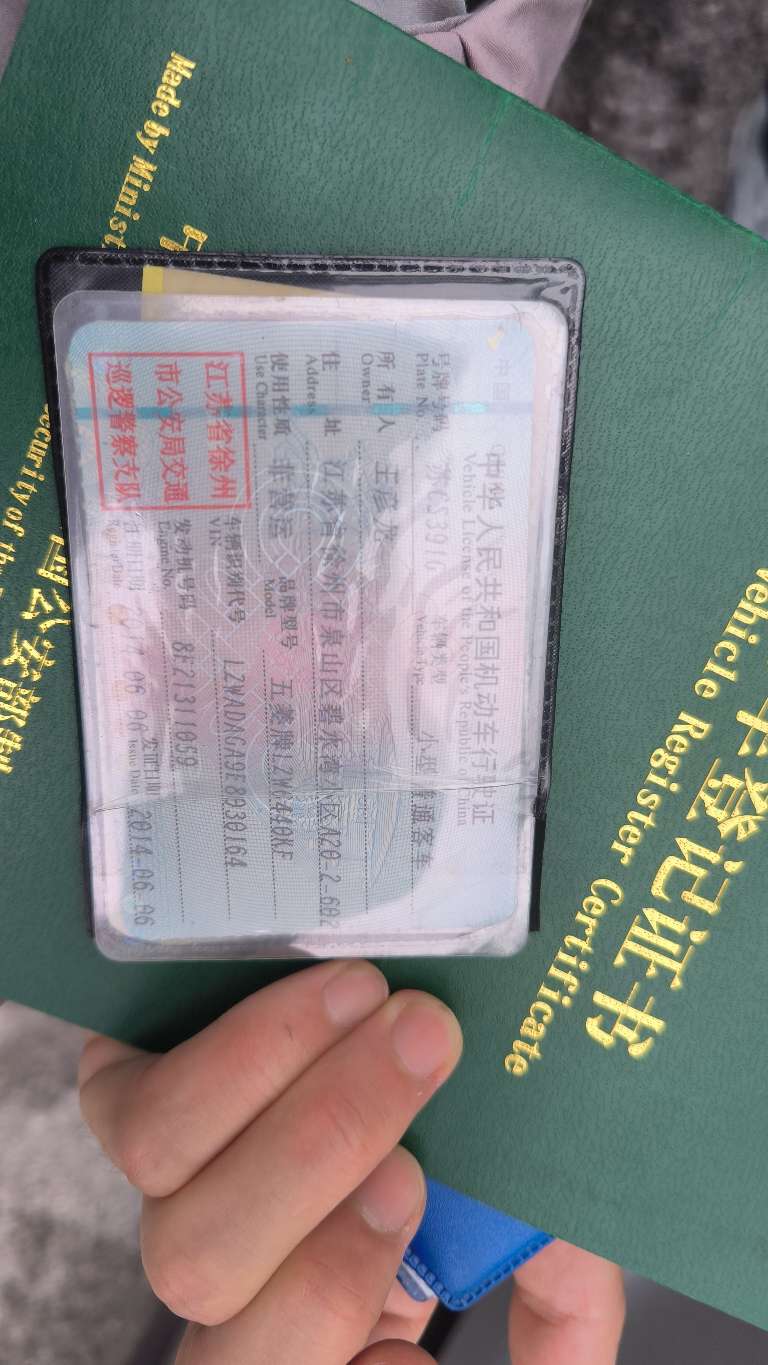 中华人民共和国机动车行驶证
Vehicle License of the People's Republic of China
号牌号码
Plate No.
车辆类型
Vehicle Type
小型普通客车
所有人
Owner
王彦
住址
Address
江苏省徐州市泉山区碧水湾小区A20-2-602
使用性质
Use Character
非营运
品牌型号
Model
五菱牌LZW6440KF
江苏省徐州
市公安局交通
巡逻警察支队
车辆识别代号
VIN
LZWADAGA9E8930164
发动机号码
Engine No.
8E21311059
注册日期
Register Date
06 06
发证日期
Issue Date
2014-06-06
登记证书
Vehicle Register Certificate
国公安部制
Made by Minist
ecurity of the